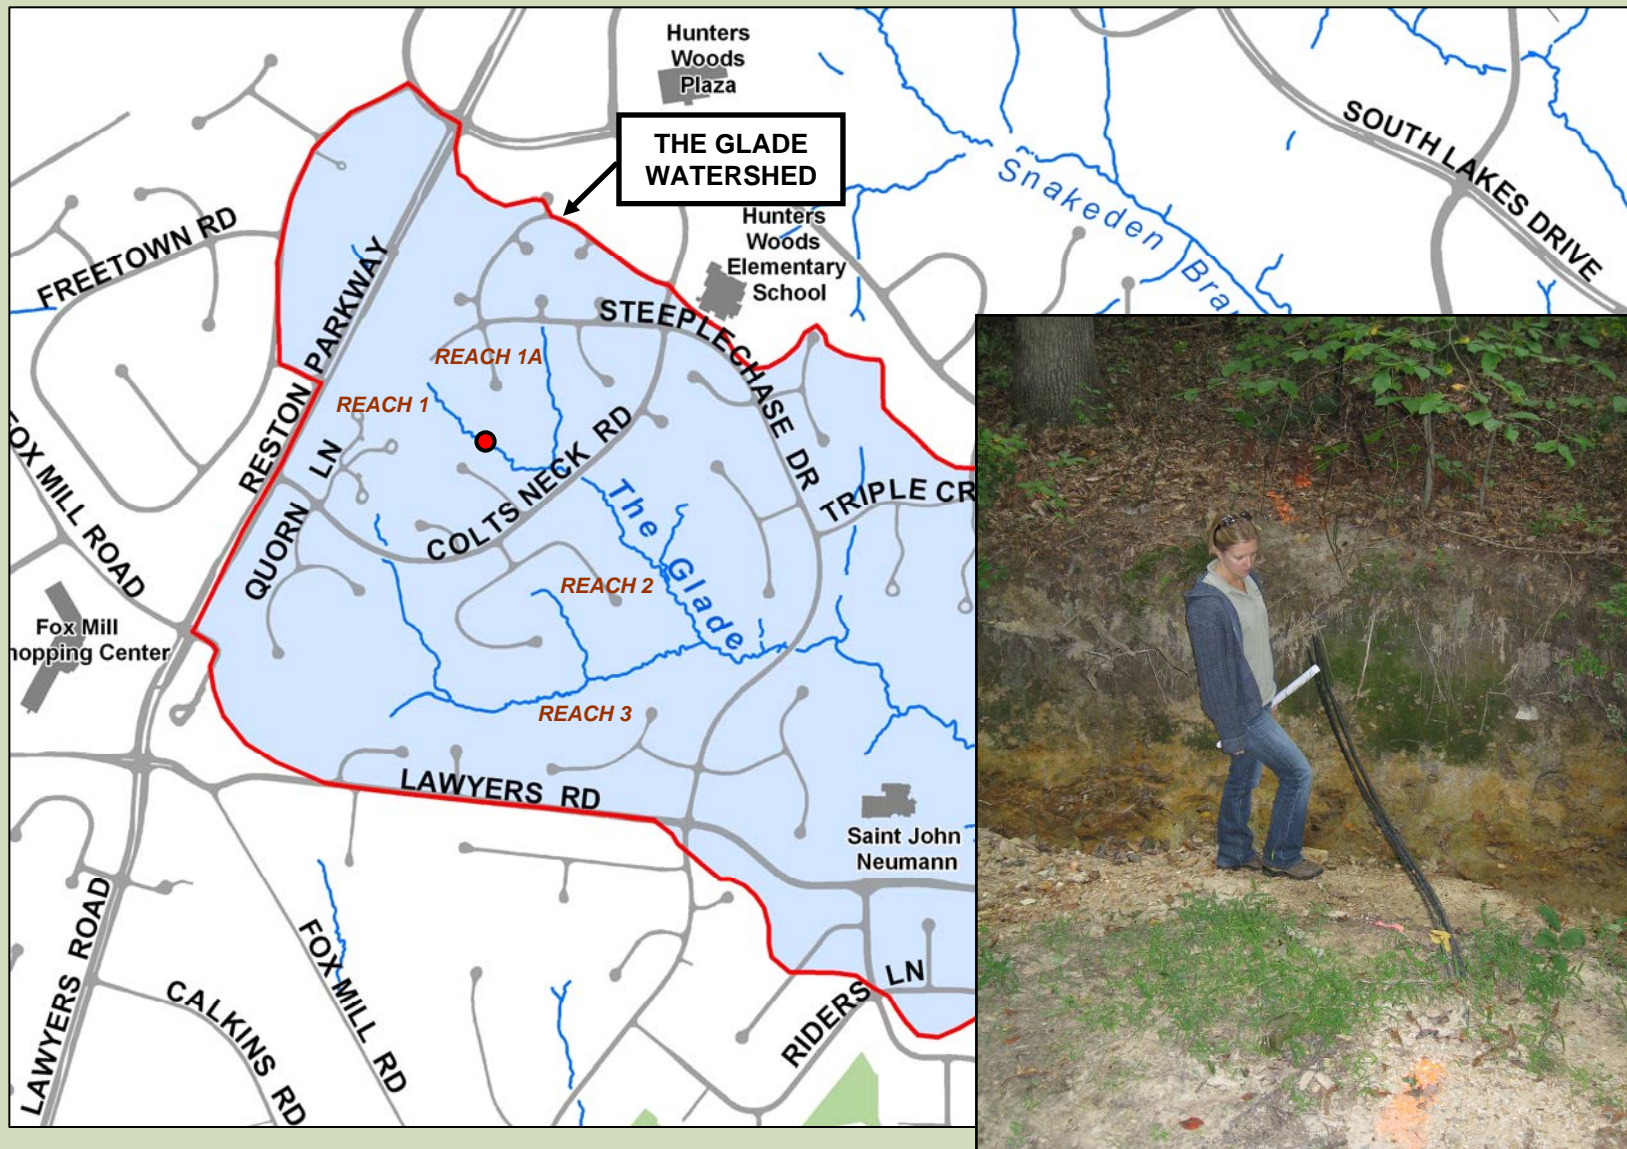 Hunters
Woods
Plaza
THE GLADE
WATERSHED
SOUTH LAKES DRIVE
Snakeden Bra
Hunters
Woods
Elementary
School
FREETOWN RD
RESTON PARKWAY
STEEPLECHASE DR
REACH 1A
REACH 1
QUORN LN
COLTS NECK RD
TRIPLE CR
The Glade
FOX MILL ROAD
REACH 2
Fox Mill
hopping Center
REACH 3
LAWYERS RD
Saint John
Neumann
LAWYERS ROAD
FOX MILL RD
CALKINS RD
RIDERS LN